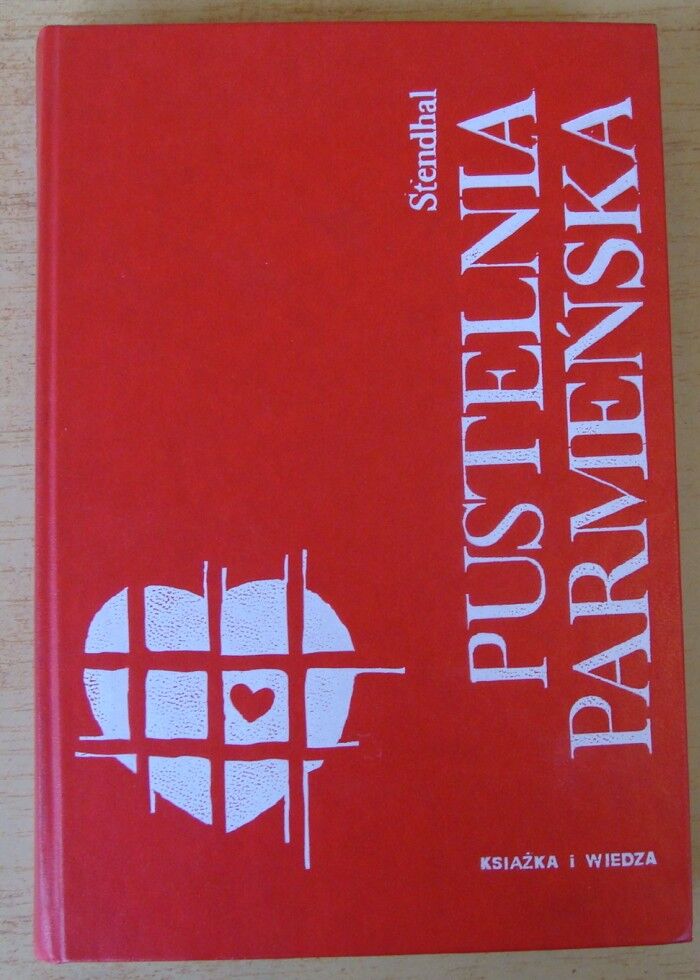 Stendhal
PUSTELNIA
PARMEŃSKA
KSIĄŻKA i WIEDZA